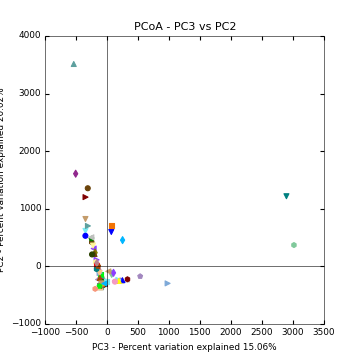 PCoA - PC3 vs PC2
PC2 - Percent variation explained 20.62%
4000
3000
2000
1000
0
−1000
−1000 −500 0 500 1000 1500 2000 2500 3000 3500
PC3 - Percent variation explained 15.06%